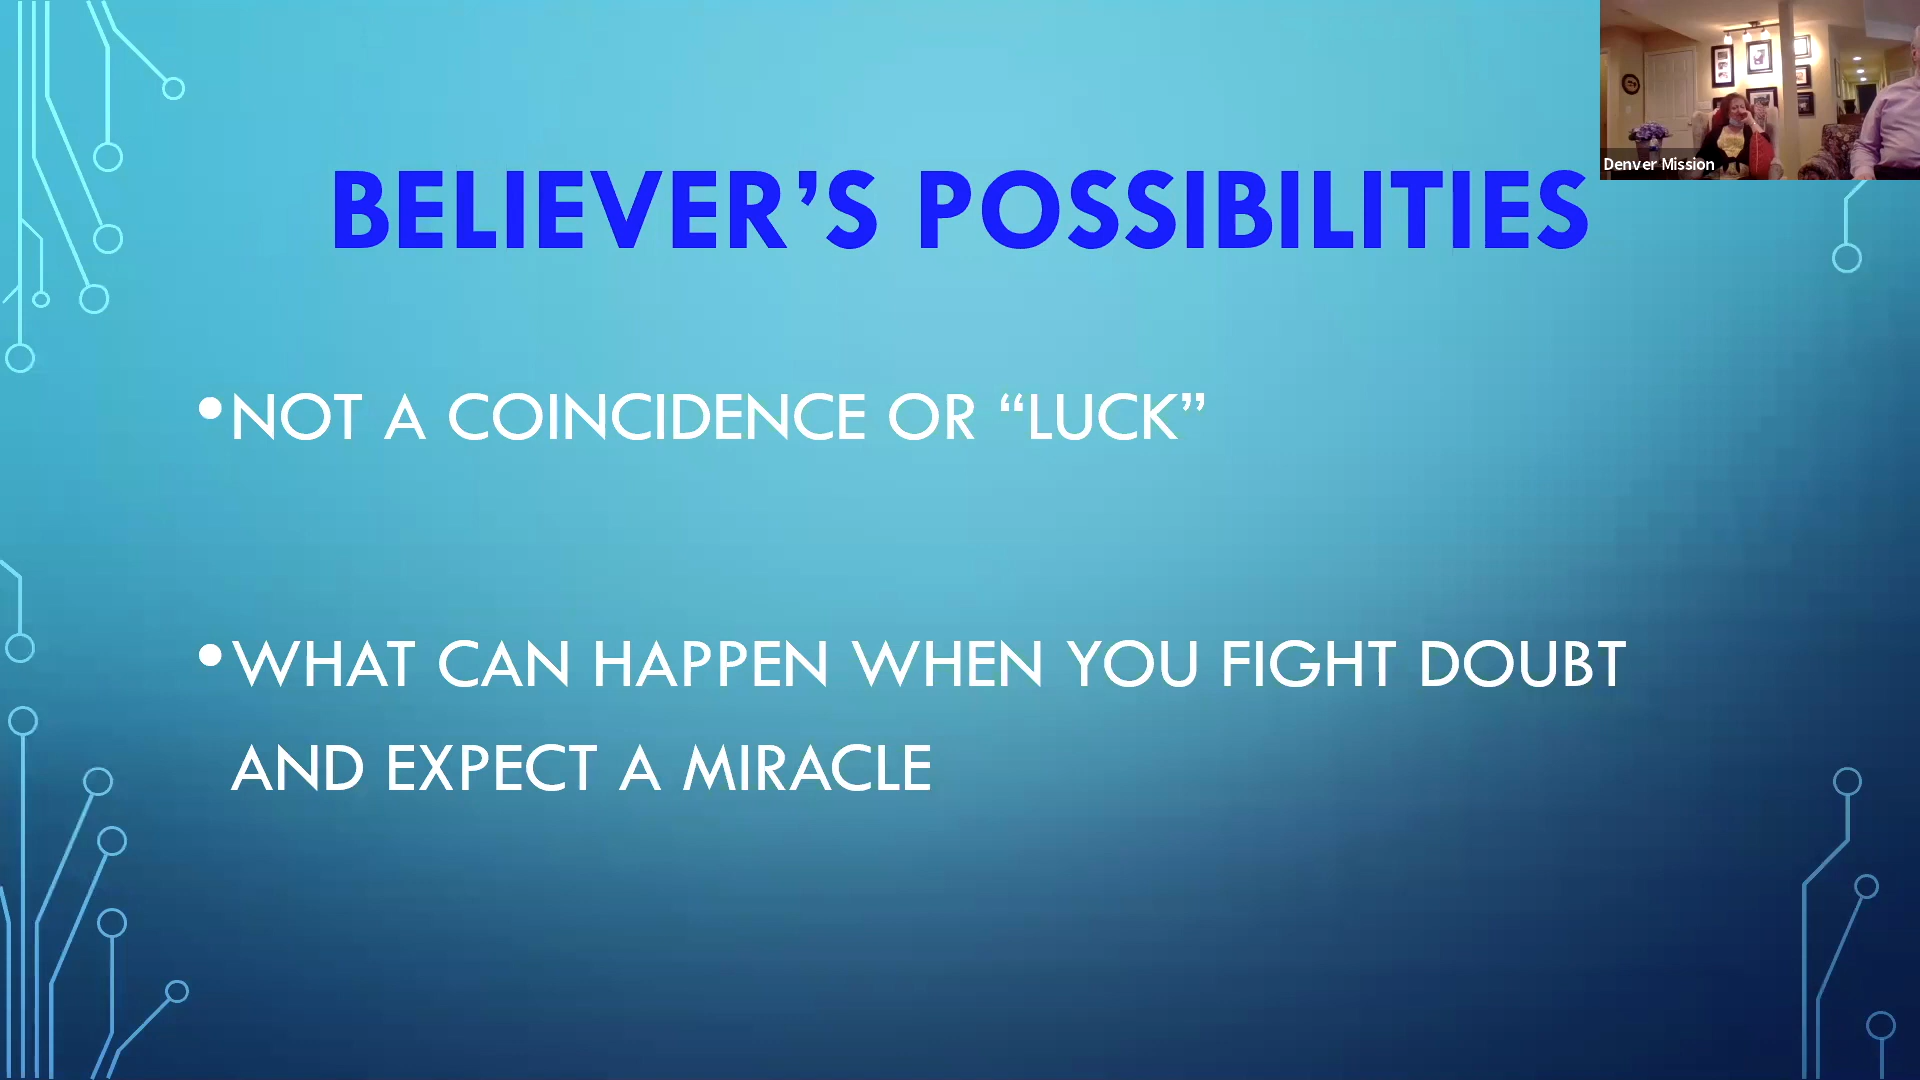 Denver Mission
BELIEVER’S POSSIBILITIES
•NOT A COINCIDENCE OR “LUCK”
•WHAT CAN HAPPEN WHEN YOU FIGHT DOUBT
AND EXPECT A MIRACLE